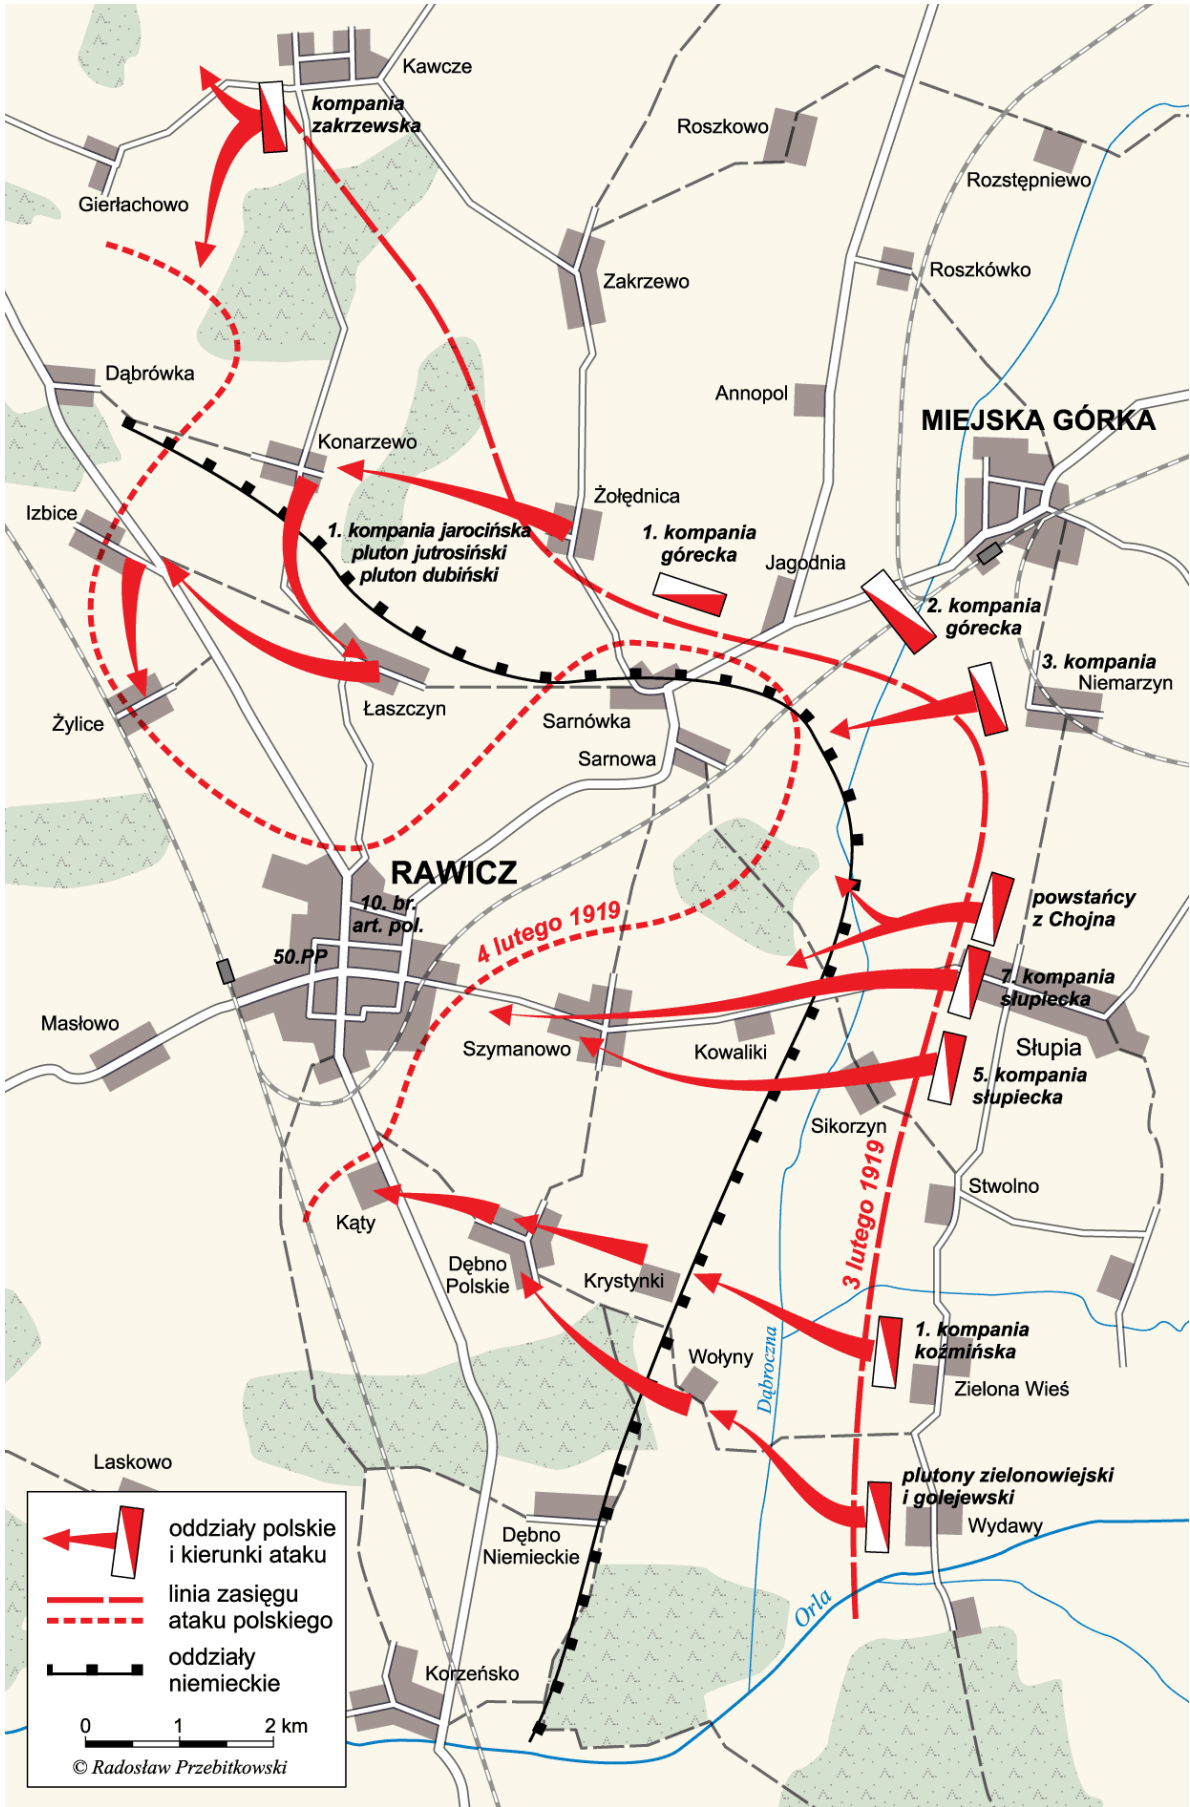 Kawcze
kompania
zakrzewska
Roszkowo
Rozstępniewo
Gierłachowo
Zakrzewo
Roszkówko
Dąbrówka
Annopol
MIEJSKA GÓRKA
Konarzewo
Żołędnica
Izbice
1. kompania jarocińska
pluton jutrosiński
pluton dubiński
1. kompania
górecka
Jagodnia
2. kompania
górecka
3. kompania
Niemarzyn
Łaszczyn
Sarnówka
Żylice
Sarnowa
RAWICZ
10. br.
art. pol.
50.PP
4 lutego 1919
powstańcy
z Chojna
7. kompania
słupiecka
Masłowo
Szymanowo
Kowaliki
Słupia
5. kompania
słupiecka
Sikorzyn
3 lutego 1919
Stwolno
Kąty
Dębno
Polskie
Krystynki
1. kompania
koźmińska
Wołyny
Dąbroczna
Zielona Wieś
Laskowo
plutony zielonowiejski
i golejewski
Wydawy
Dębno
Niemieckie
Orla
Korzeńsko
oddziały polskie
i kierunki ataku
linia zasięgu
ataku polskiego
oddziały
niemieckie
0 1 2 km
© Radosław Przebitkowski